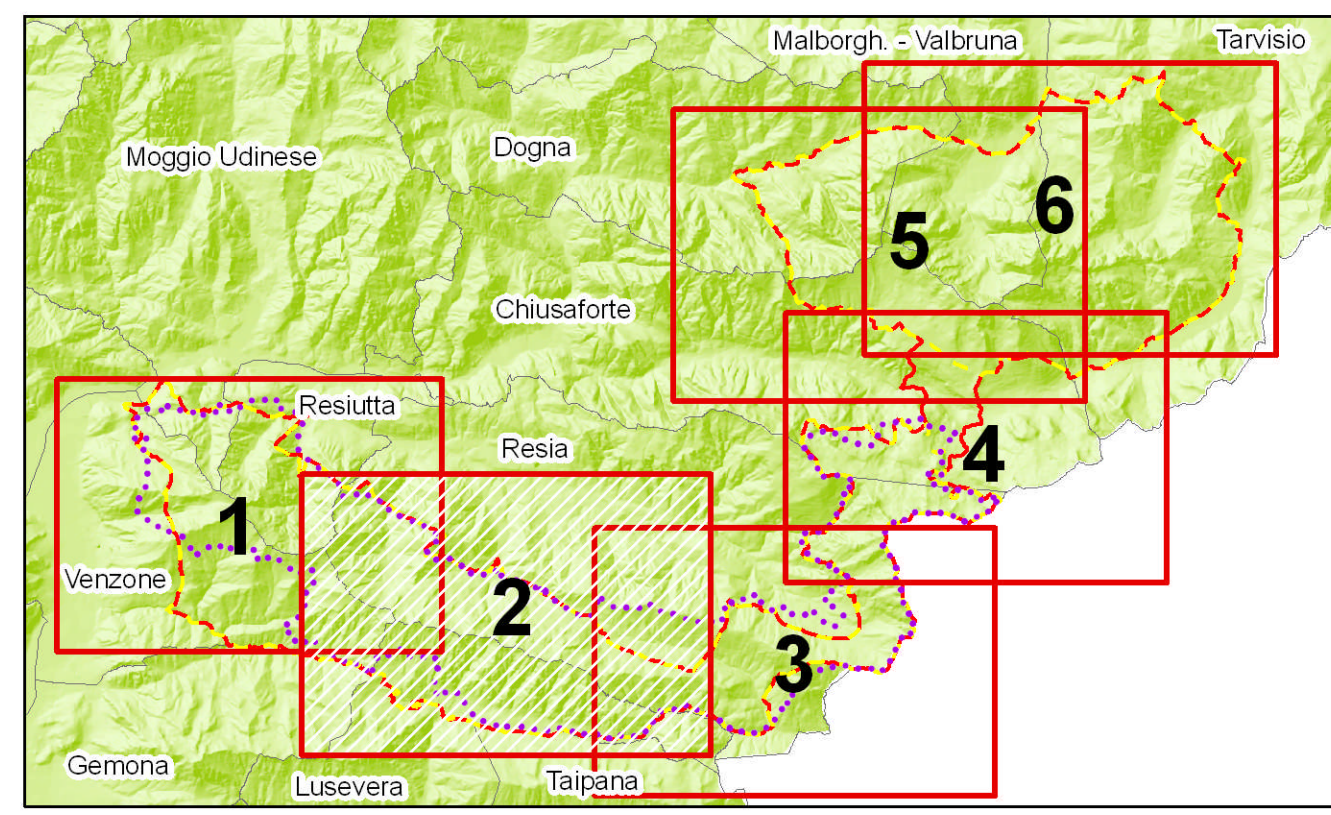 Malborgh. - Valbruna
Tarvisio
Moggio Udinese
Dogna
6
5
Chiusaforte
Resiutta
Resia
4
1
Venzone
2
3
Gemona
Lusevera
Taipana